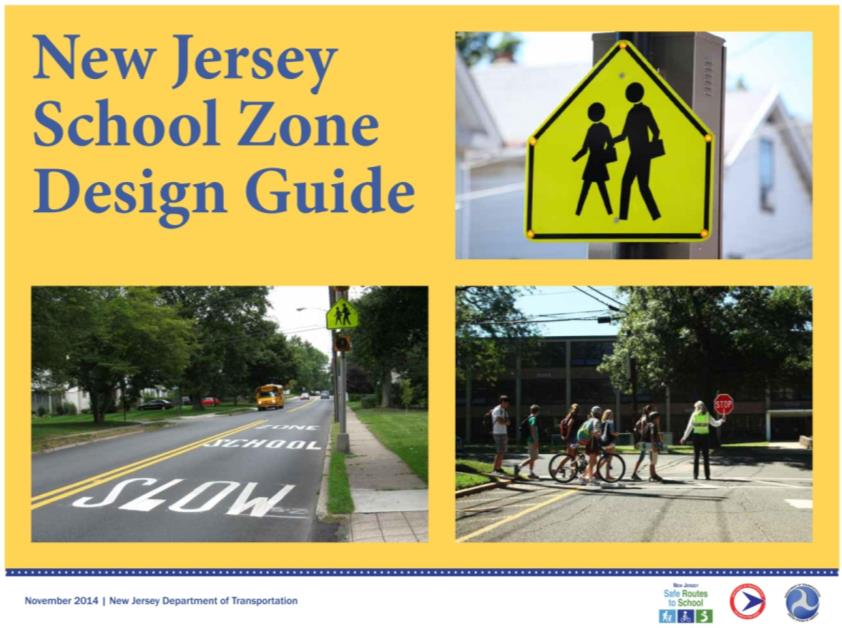 New Jersey
School Zone
Design Guide
ZONE
SCHOOL
SLOW
STOP
November 2014 | New Jersey Department of Transportation
New Jersey
Safe Routes
to School